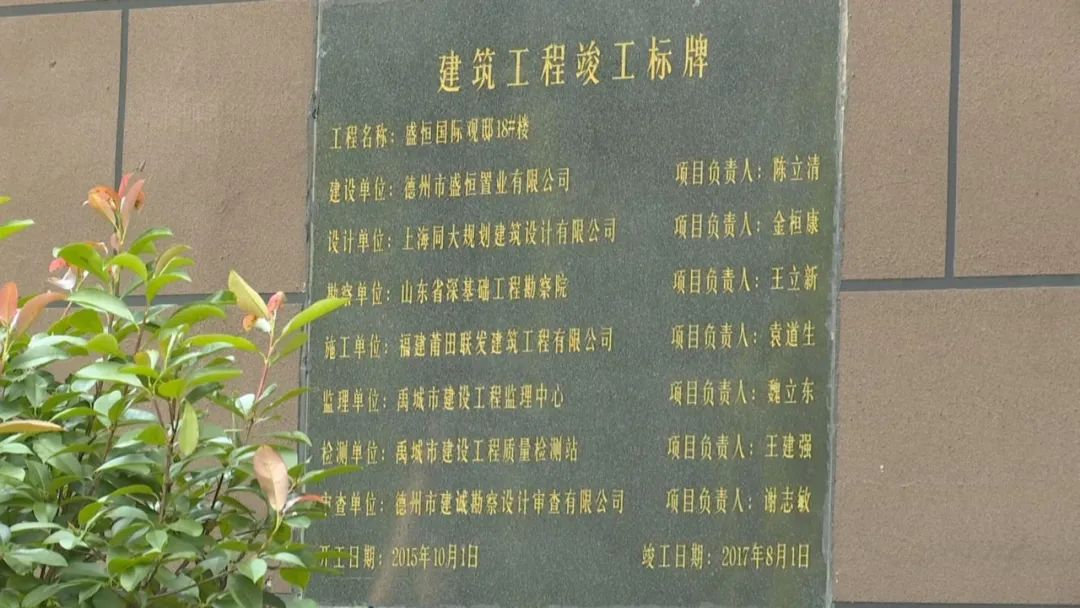 建筑工程竣工标牌
工程名称：盛恒国际观邸18#楼
建设单位：德州市盛恒置业有限公司 项目负责人：陈立清
设计单位：上海同大规划建筑设计有限公司 项目负责人：金桓康
勘察单位：山东省深基础工程勘察院 项目负责人：王立新
施工单位：福建莆田联发建筑工程有限公司 项目负责人：袁道生
监理单位：禹城市建设工程监理中心 项目负责人：魏立东
检测单位：禹城市建设工程质量检测站 项目负责人：王建强
审查单位：德州市建诚勘察设计审查有限公司 项目负责人：谢志敏
开工日期：2015年10月1日 竣工日期：2017年8月1日